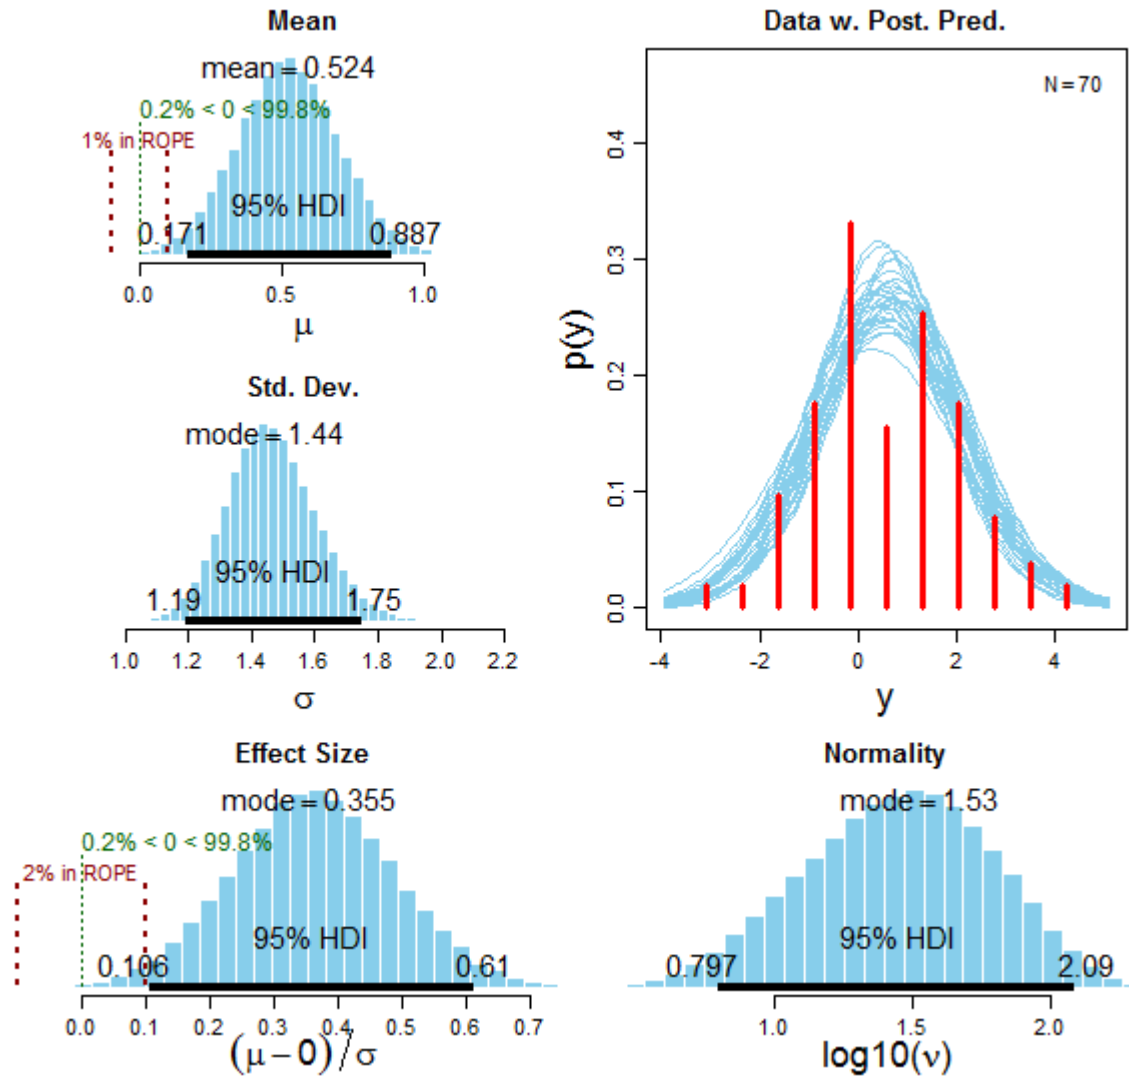 Mean
mean = 0.524
0.2% < 0 < 99.8%
1% in ROPE
95% HDI
0.171 0.887
0.0 0.5 1.0
μ
Data w. Post. Pred.
N = 70
p(y)
0.0 0.1 0.2 0.3 0.4
-4 -2 0 2 4
y
Std. Dev.
mode = 1.44
95% HDI
1.19 1.75
1.0 1.2 1.4 1.6 1.8 2.0 2.2
σ
Effect Size
mode = 0.355
0.2% < 0 < 99.8%
2% in ROPE
95% HDI
0.106 0.61
0.0 0.1 0.2 0.3 0.4 0.5 0.6 0.7
(μ − 0) / σ
Normality
mode = 1.53
95% HDI
0.797 2.09
1.0 1.5 2.0
log10(ν)